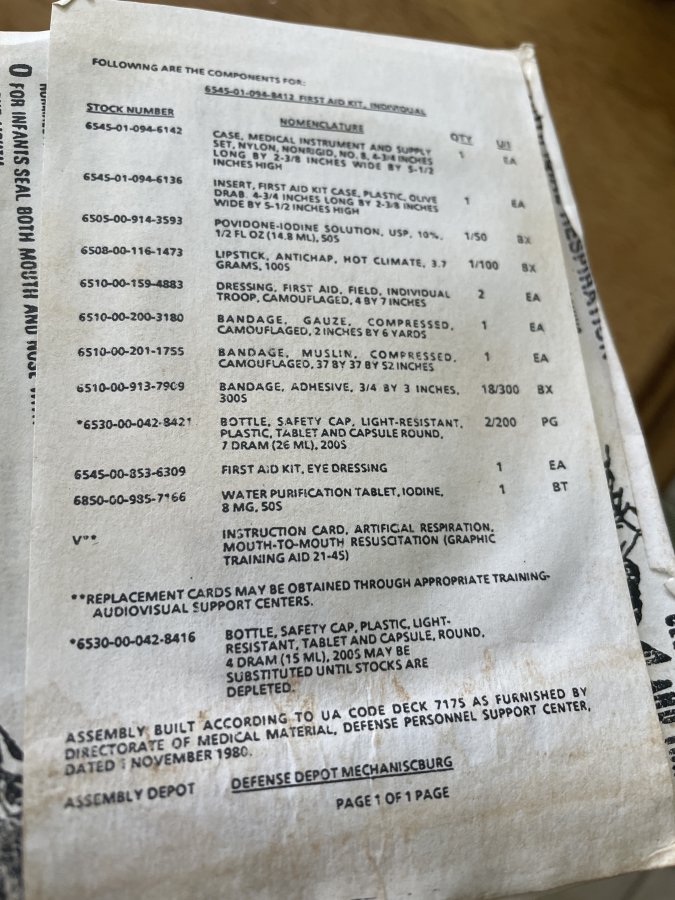 FOLLOWING ARE THE COMPONENTS FOR:
6545-01-094-8412 FIRST AID KIT, INDIVIDUAL
STOCK NUMBER NOMENCLATURE QTY U/I
6545-01-094-6142 CASE, MEDICAL INSTRUMENT AND SUPPLY
SET, NYLON, NONRIGID, NO. 8, 4-3/4 INCHES 1 EA
LONG BY 2-3/8 INCHES WIDE BY 5-1/2
INCHES HIGH
6545-01-094-6136 INSERT, FIRST AID KIT CASE, PLASTIC, OLIVE
DRAB. 4-3/4 INCHES LONG BY 2-3/8 INCHES 1 EA
WIDE BY 5-1/2 INCHES HIGH
6505-00-914-3593 POVIDONE-IODINE SOLUTION, USP, 10%,
1/2 FL OZ (14.8 ML), 50S 1/50 BX
6508-00-116-1473 LIPSTICK, ANTICHAP, HOT CLIMATE, 3.7
GRAMS, 100S 1/100 BX
6510-00-159-4883 DRESSING, FIRST AID, FIELD, INDIVIDUAL
TROOP, CAMOUFLAGED, 4 BY 7 INCHES 2 EA
6510-00-200-3180 BANDAGE, GAUZE, COMPRESSED,
CAMOUFLAGED, 2 INCHES BY 6 YARDS 1 EA
6510-00-201-1755 BANDAGE, MUSLIN, COMPRESSED,
CAMOUFLAGED, 37 BY 37 BY 52 INCHES 1 EA
6510-00-913-7909 BANDAGE, ADHESIVE, 3/4 BY 3 INCHES, 18/300 BX
300S
*6530-00-042-8421 BOTTLE, SAFETY CAP, LIGHT-RESISTANT, 2/200 PG
PLASTIC, TABLET AND CAPSULE ROUND,
7 DRAM (26 ML), 200S
6545-00-853-6309 FIRST AID KIT, EYE DRESSING 1 EA
6850-00-985-7166 WATER PURIFICATION TABLET, IODINE, 1 BT
8 MG, 50S
V** INSTRUCTION CARD, ARTIFICIAL RESPIRATION,
MOUTH-TO-MOUTH RESUSCITATION (GRAPHIC
TRAINING AID 21-45)
**REPLACEMENT CARDS MAY BE OBTAINED THROUGH APPROPRIATE TRAINING-
AUDIOVISUAL SUPPORT CENTERS.
*6530-00-042-8416 BOTTLE, SAFETY CAP, PLASTIC, LIGHT-
RESISTANT, TABLET AND CAPSULE, ROUND,
4 DRAM (15 ML), 200S MAY BE
SUBSTITUTED UNTIL STOCKS ARE
DEPLETED.
ASSEMBLY BUILT ACCORDING TO UA CODE DECK 7175 AS FURNISHED BY
DIRECTORATE OF MEDICAL MATERIAL, DEFENSE PERSONNEL SUPPORT CENTER,
DATED NOVEMBER 1980.
ASSEMBLY DEPOT DEFENSE DEPOT MECHANISCBURG
PAGE 1 OF 1 PAGE
FOR INFANTS SEAL BOTH MOUTH AND NOSE
RESPIRATION